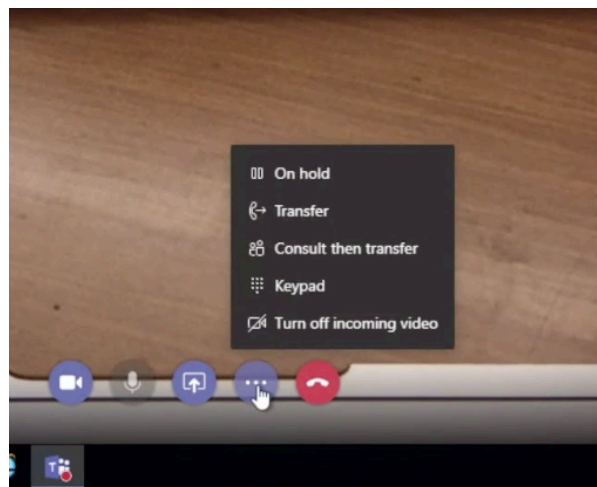 On hold
Transfer
Consult then transfer
Keypad
Turn off incoming video
T